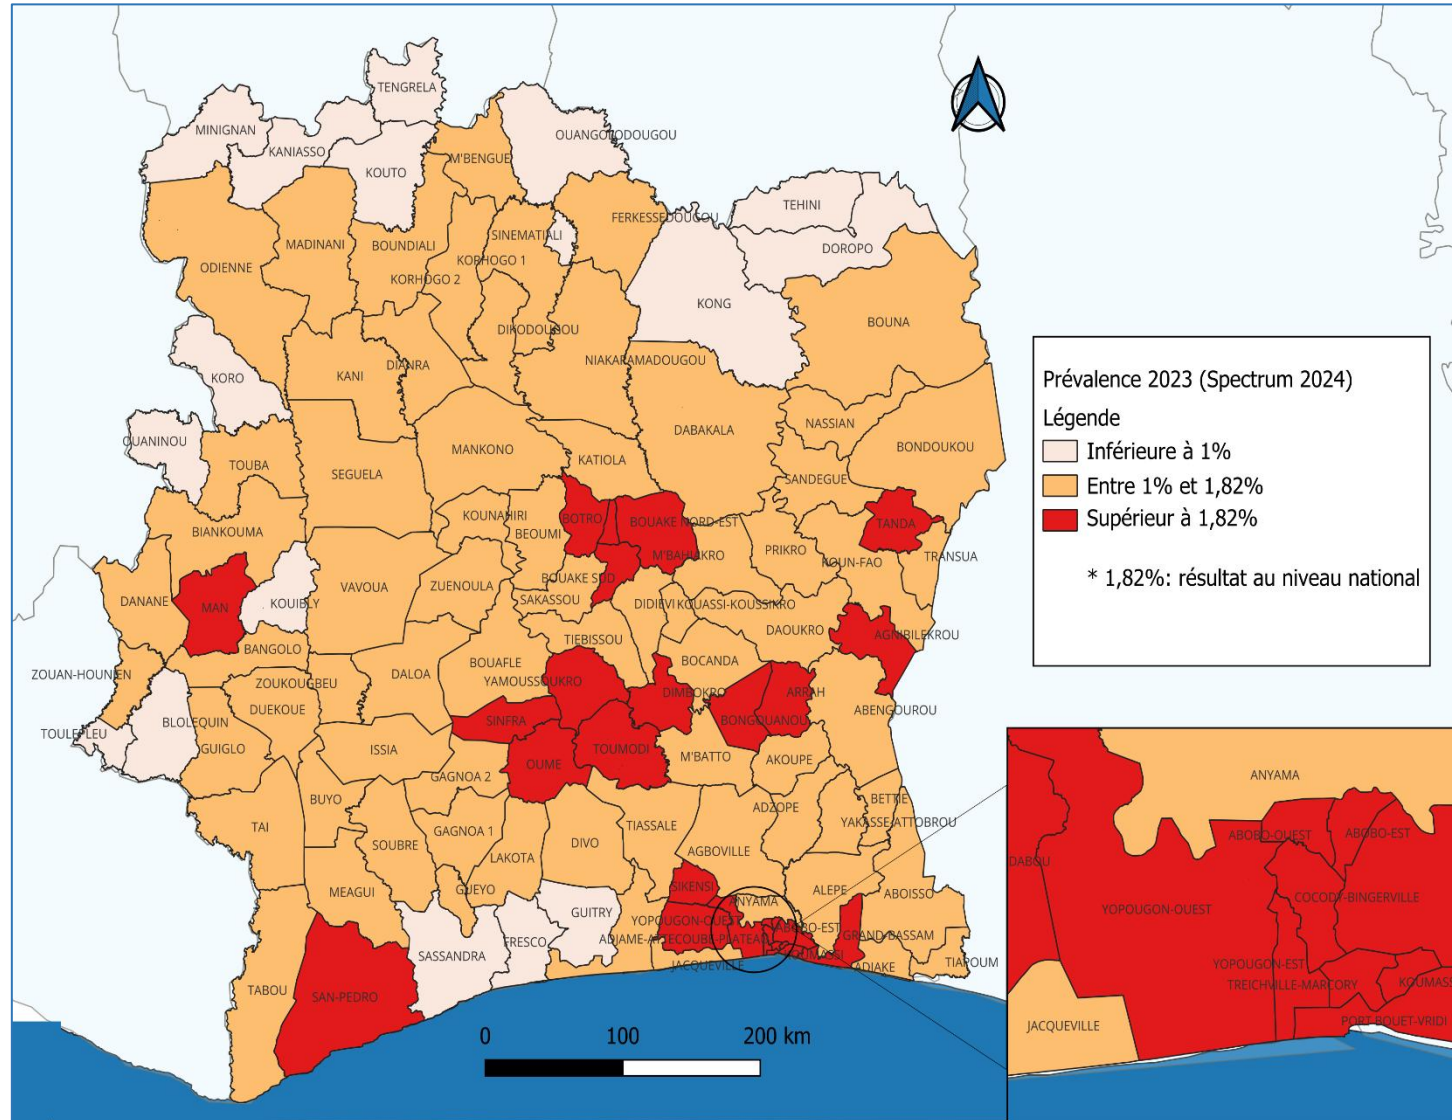 TENGRELA
MINIGNAN
KANIASSO
OUANGOLODOUGOU
M'BENGUE
KOUTO
TEHINI
FERKESSEDOUGOU
SINEMATIALI
MADINANI
BOUNDIALI
DOROPO
KORHOGO 1
ODIENNE
KORHOGO 2
KONG
BOUNA
DIKODOUGOU
NIAKARAMADOUGOU
DIANRA
KANI
KORO
NASSIAN
DABAKALA
OUANINOU
BONDOUKOU
MANKONO
KATIOLA
TOUBA
SEGUELA
SANDEGUE
KOUNAHIRI
BOTRO
BOUAKE NORD-EST
TANDA
BIANKOUMA
BEOUMI
PRIKRO
M'BAHIAKRO
TRANSUA
KOUN-FAO
BOUAKE SUD
VAVOUA
ZUENOULA
DANANE
MAN
KOUIBLY
SAKASSOU
DIDIEVI
KOUASSI-KOUSSIKRO
DAOUKRO
AGNIBILEKROU
TIEBISSOU
BANGOLO
BOCANDA
BOUAFLE
ZOUAN-HOUNIEN
DALOA
YAMOUSSOUKRO
ZOUKOUGBEU
DIMBOKRO
ARRAH
DUEKOUE
ABENGOUROU
BLOLEQUIN
SINFRA
BONGOUANOU
TOULEPLEU
GUIGLO
ISSIA
TOUMODI
M'BATTO
AKOUPE
OUME
GAGNOA 2
BUYO
BETTIE
ADZOPE
TAI
TIASSALE
YAKASSE-ATTOBROU
GAGNOA 1
SOUBRE
DIVO
AGBOVILLE
LAKOTA
SIKENSI
GUEYO
MEAGUI
ALEPE
ABOISSO
ANYAMA
GUITRY
YOPOUGON-OUEST
ABOBO-EST
GRAND-BASSAM
ADJAME-ATTECOUBE-PLATEAU
FRESCO
SASSANDRA
KOUMASSI
TIAPOUM
JACQUEVILLE
ADIAKE
TABOU
SAN-PEDRO
0 100 200 km
Prévalence 2023 (Spectrum 2024)
Légende
Inférieure à 1%
Entre 1% et 1,82%
Supérieur à 1,82%
* 1,82%: résultat au niveau national
ANYAMA
ABOBO-OUEST
ABOBO-EST
DABOU
COCODY-BINGERVILLE
YOPOUGON-OUEST
YOPOUGON-EST
TREICHVILLE-MARCORY
KOUMASS
JACQUEVILLE
PORT-BOUET-VRIDI